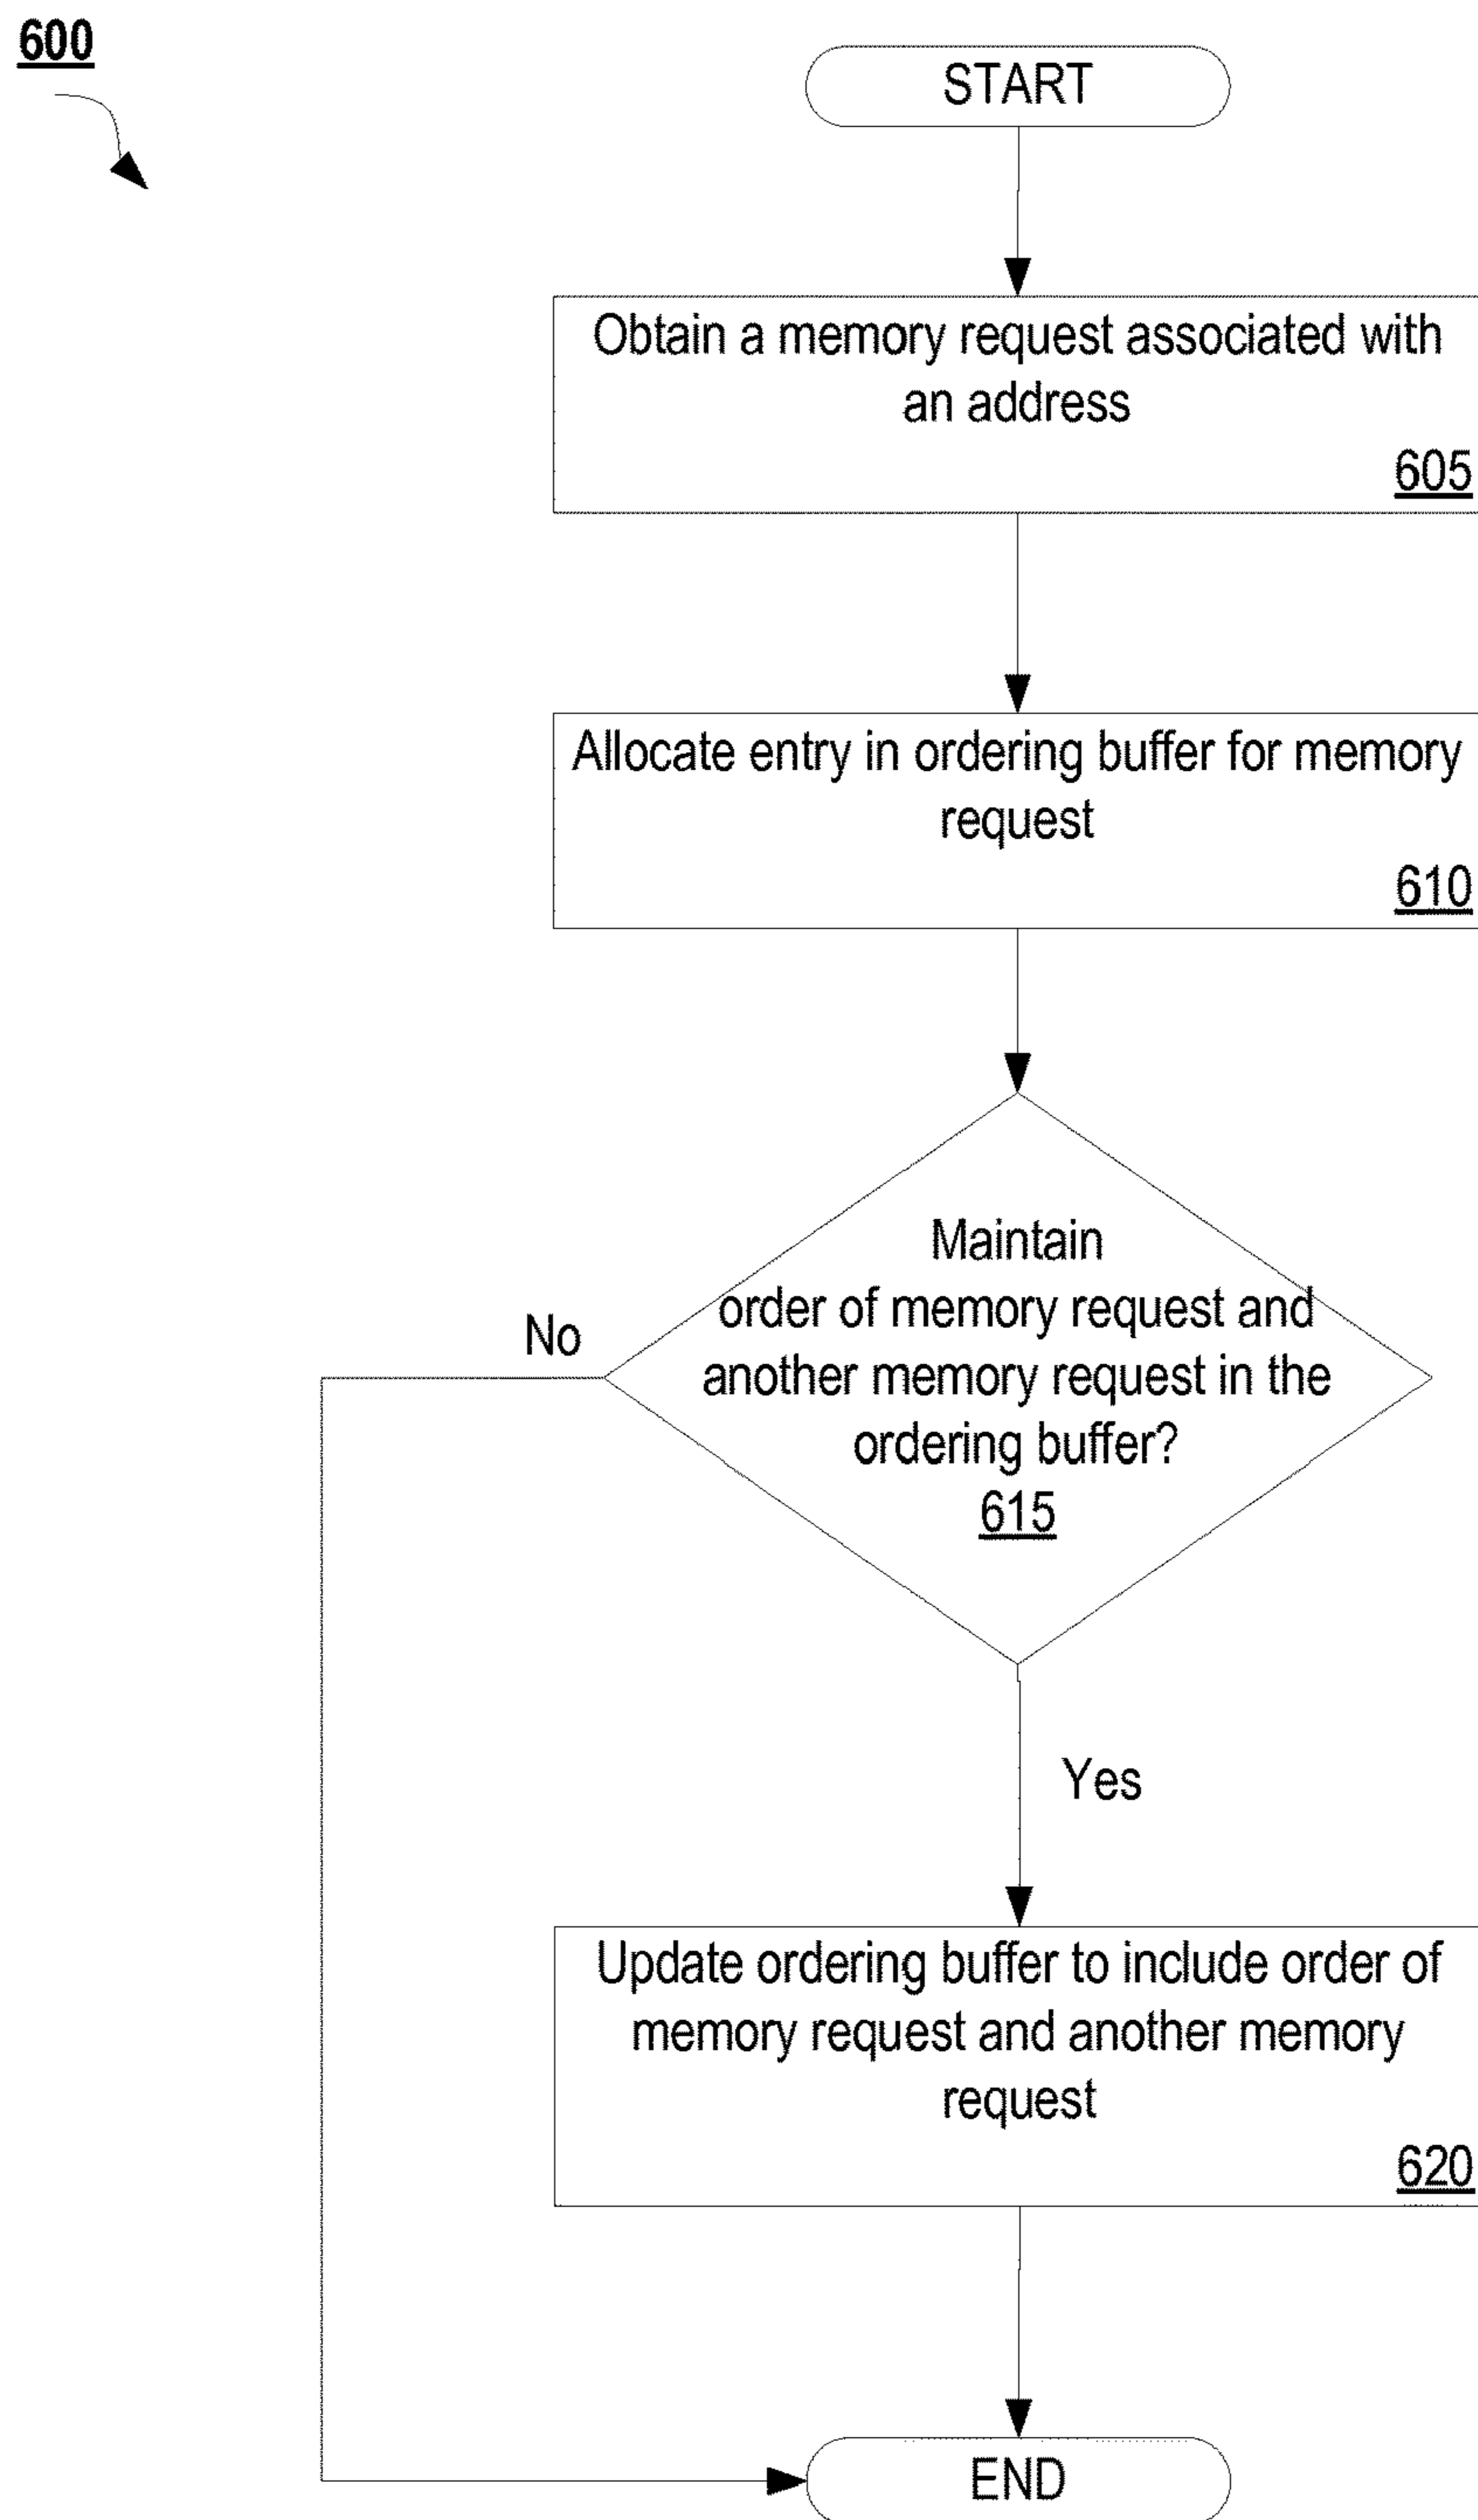 600
START
Obtain a memory request associated with
an address
605
Allocate entry in ordering buffer for memory
request
610
Maintain
order of memory request and
another memory request in the
ordering buffer?
615
No
Yes
Update ordering buffer to include order of
memory request and another memory
request
620
END